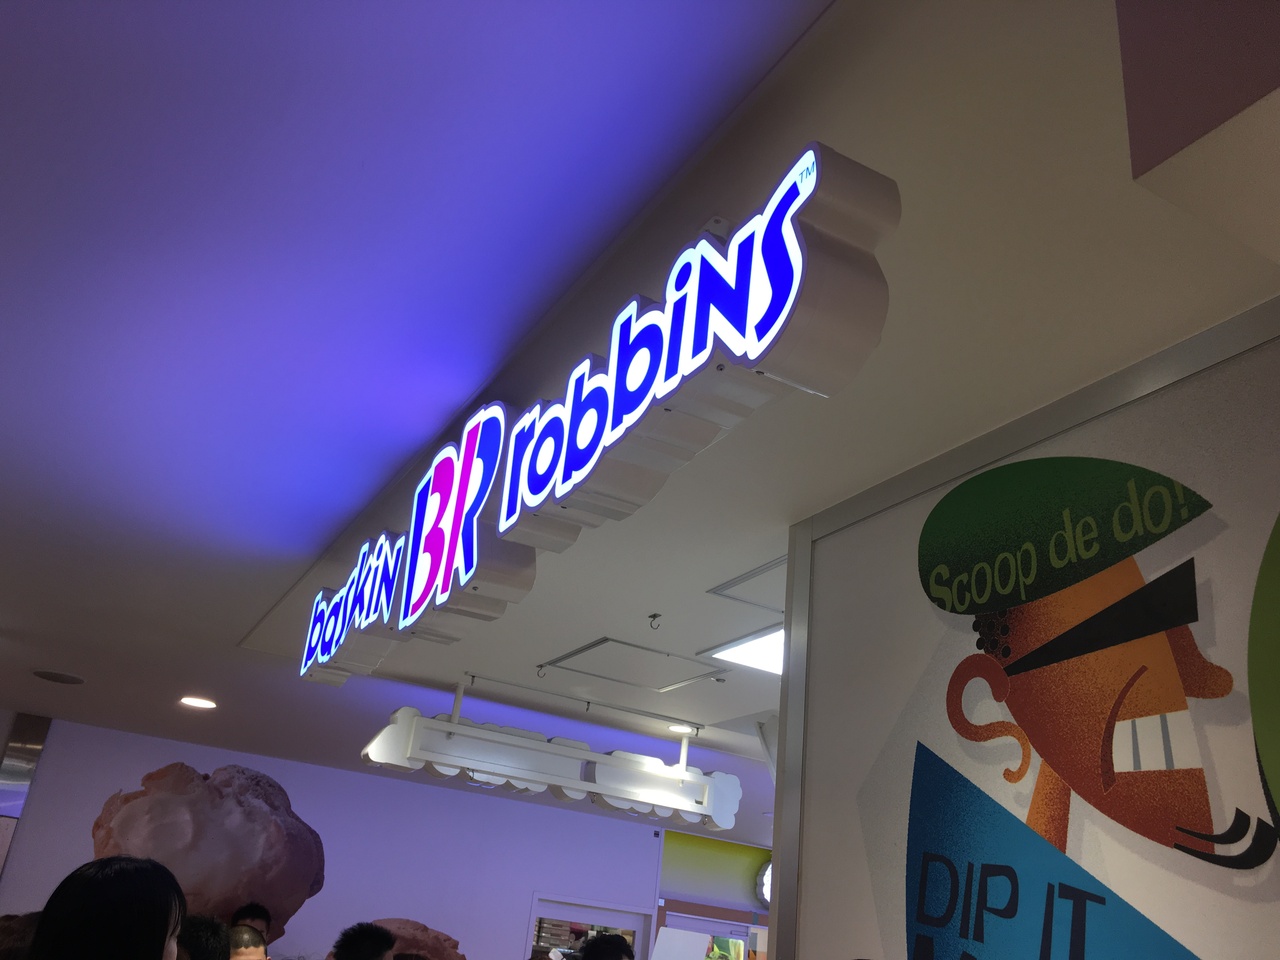 baskin BR robbins™
Scoop de do!
DIP IT